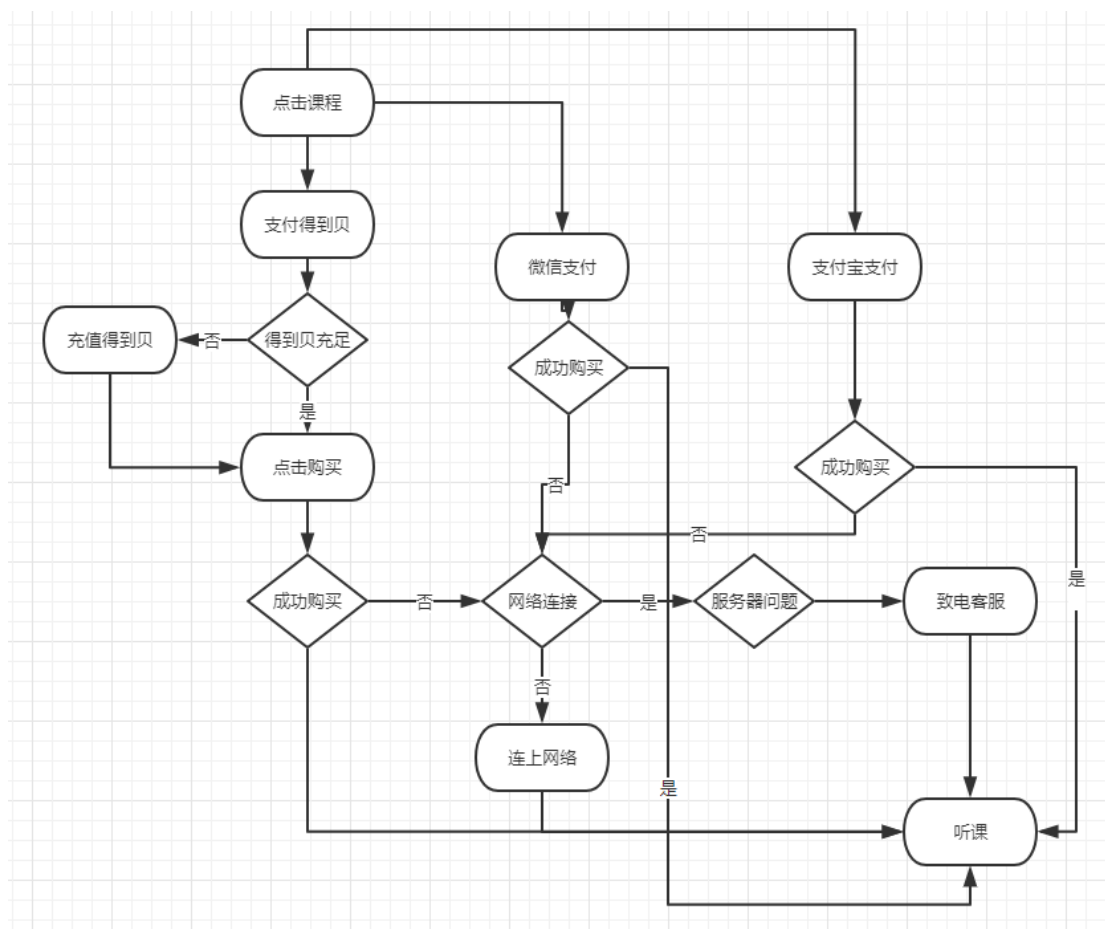 点击课程
支付得到贝
微信支付
支付宝支付
充值得到贝
否
得到贝充足
成功购买
是
点击购买
成功购买
否
否
是
成功购买
否
网络连接
是
服务器问题
致电客服
否
连上网络
是
听课